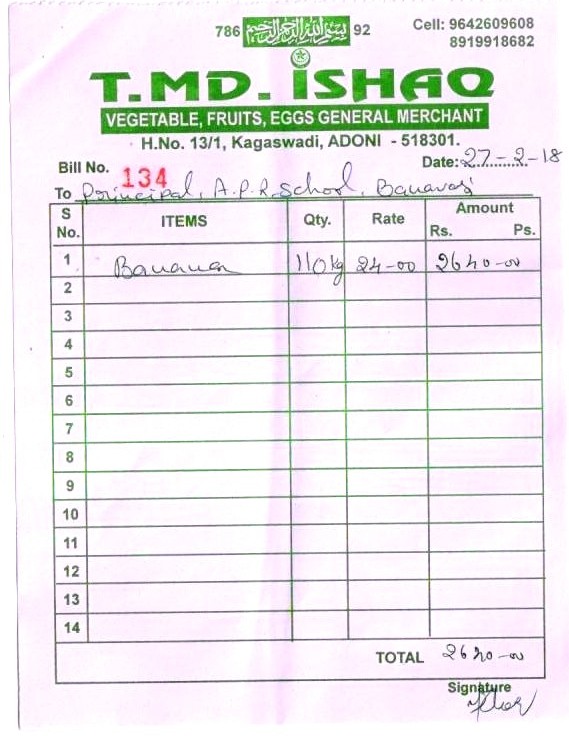 786 بسم الله الرحمن الرحيم 92
Cell: 9642609608
8919918682
T.MD. ISHAQ
VEGETABLE, FRUITS, EGGS GENERAL MERCHANT
H.No. 13/1, Kagaswadi, ADONI - 518301.
Bill No. 134 Date: 27-2-18
To Principal, A.P.R. School, Banavasi
S No. ITEMS Qty. Rate Amount
Rs. Ps.
1 Banana 110 kg 24-00 2640-00
2
3
4
5
6
7
8
9
10
11
12
13
14
TOTAL 2640-00
Signature